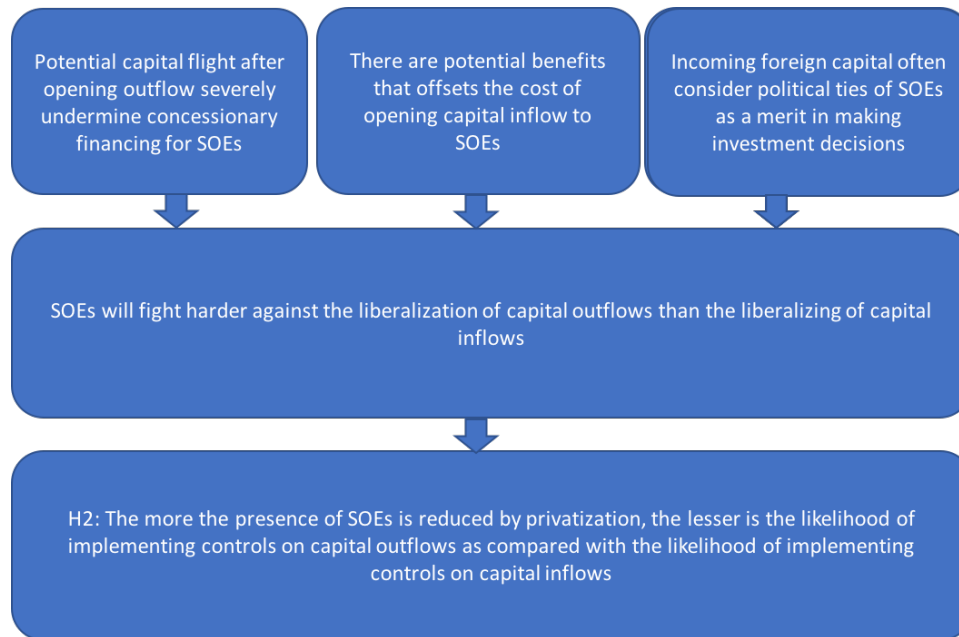 Potential capital flight after
opening outflow severely
undermine concessionary
financing for SOEs
There are potential benefits
that offsets the cost of
opening capital inflow to
SOEs
Incoming foreign capital often
consider political ties of SOEs
as a merit in making
investment decisions
SOEs will fight harder against the liberalization of capital outflows than the liberalizing of capital
inflows
H2: The more the presence of SOEs is reduced by privatization, the lesser is the likelihood of
implementing controls on capital outflows as compared with the likelihood of implementing
controls on capital inflows